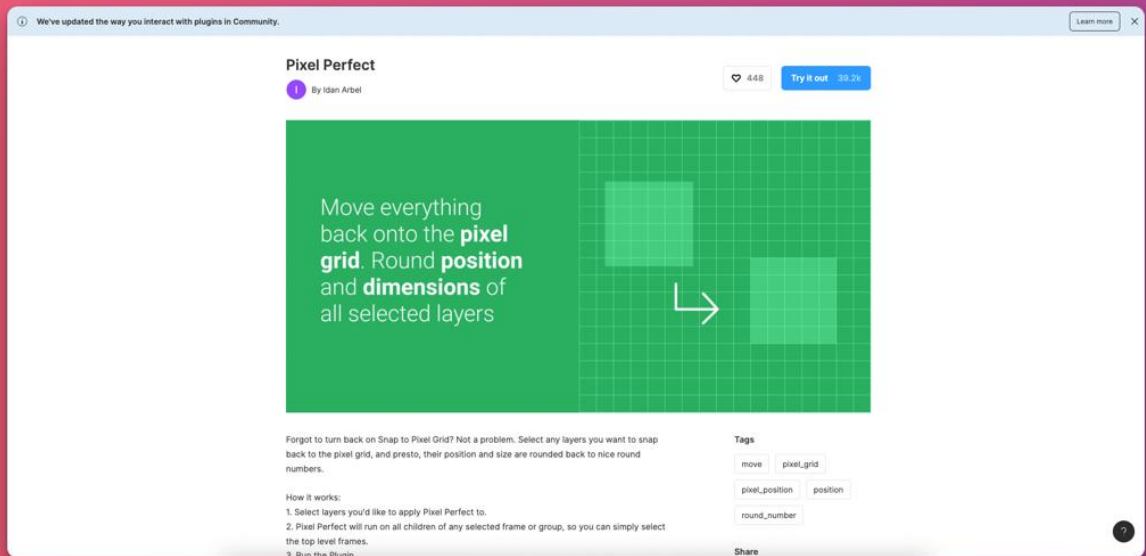 We've updated the way you interact with plugins in Community.
Learn more
Pixel Perfect
448
Try it out 39.2k
I
By Idan Arbel
Move everything
back onto the pixel
grid. Round position
and dimensions of
all selected layers
Forgot to turn back on Snap to Pixel Grid? Not a problem. Select any layers you want to snap
back to the pixel grid, and presto, their position and size are rounded back to nice round
numbers.
How it works:
1. Select layers you'd like to apply Pixel Perfect to.
2. Pixel Perfect will run on all children of any selected frame or group, so you can simply select
the top level frames.
3. Run the Plugin
Tags
move pixel_grid
pixel_position position
round_number
Share
?